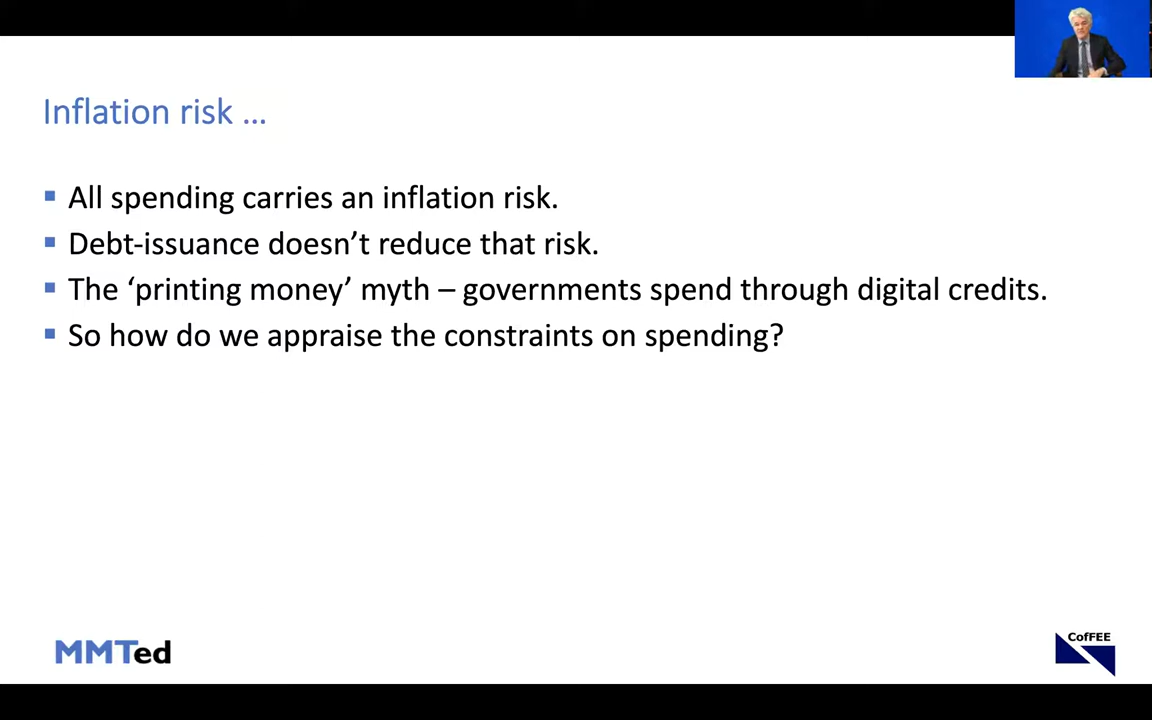 Inflation risk ...
All spending carries an inflation risk.
Debt-issuance doesn’t reduce that risk.
The ‘printing money’ myth – governments spend through digital credits.
So how do we appraise the constraints on spending?
MMTed
CofFEE